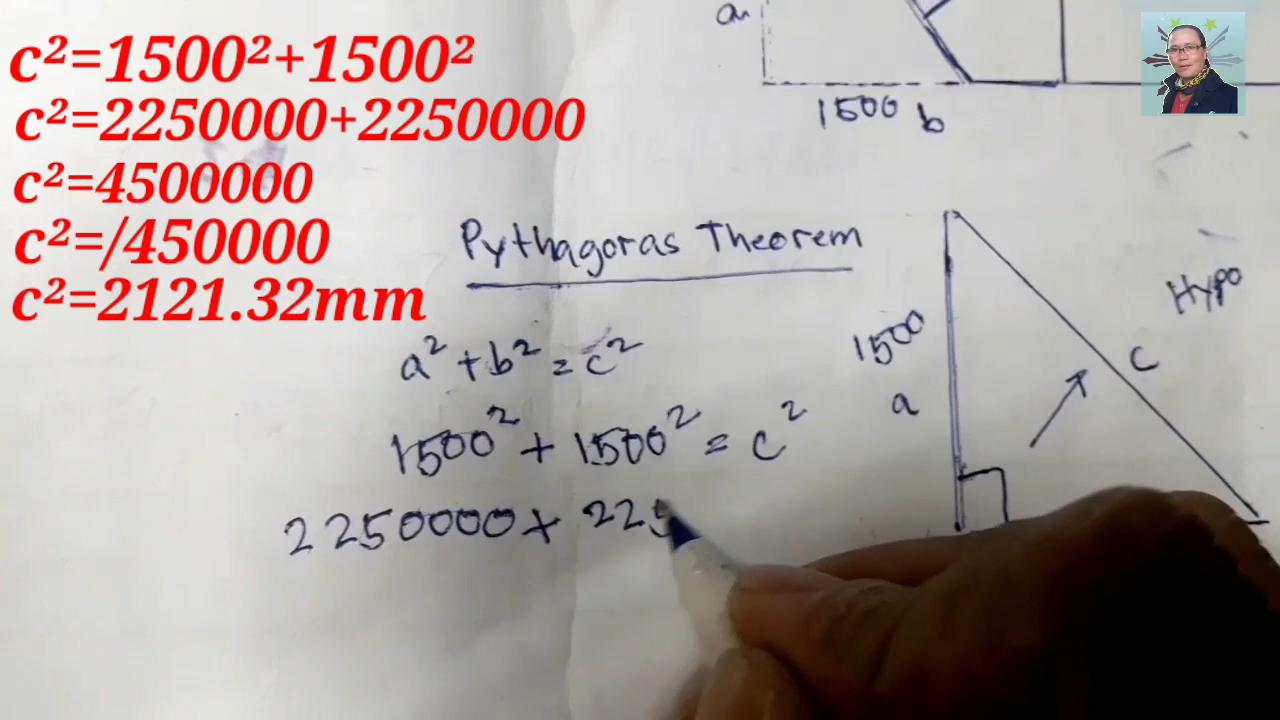 c²=1500²+1500²
c²=2250000+2250000
c²=4500000
c²=/450000
c²=2121.32mm
a
1500 b
Pythagoras Theorem
a² + b² = c²
1500² + 1500² = c²
2250000 + 225
1500
a
c
Hypo